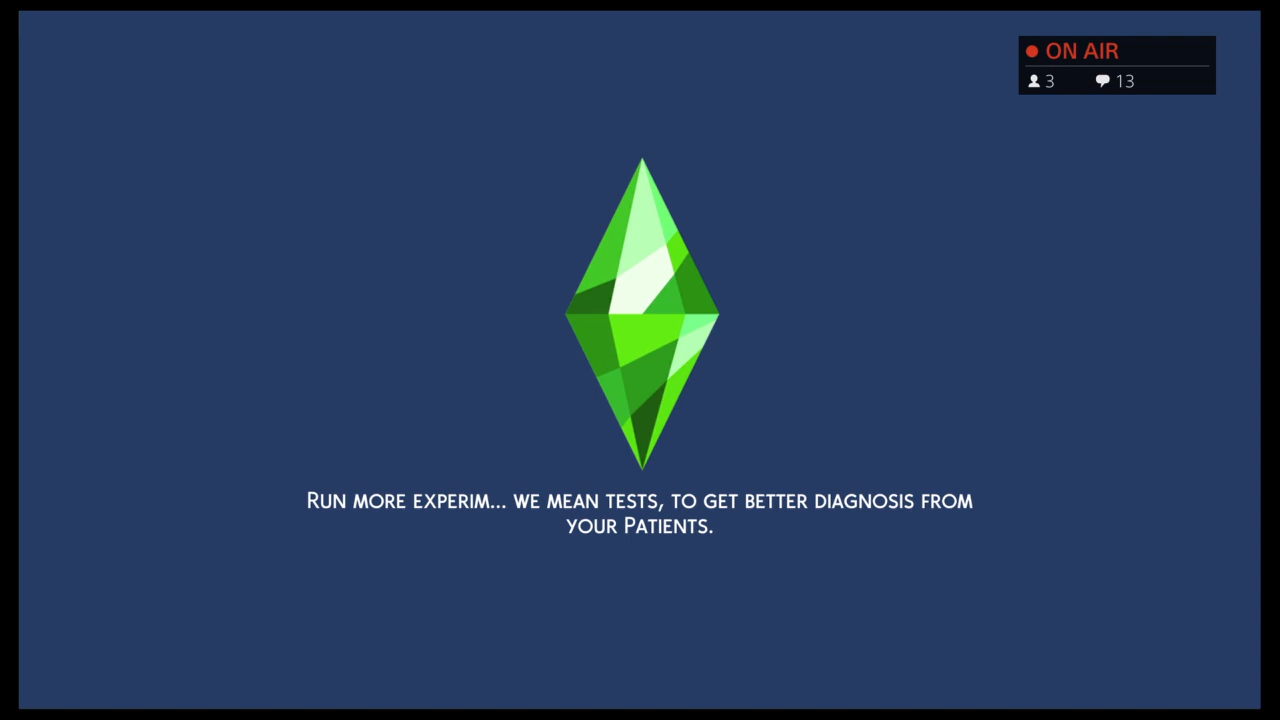 ON AIR
3 13
Run more experim... we mean tests, to get better diagnosis from
your Patients.